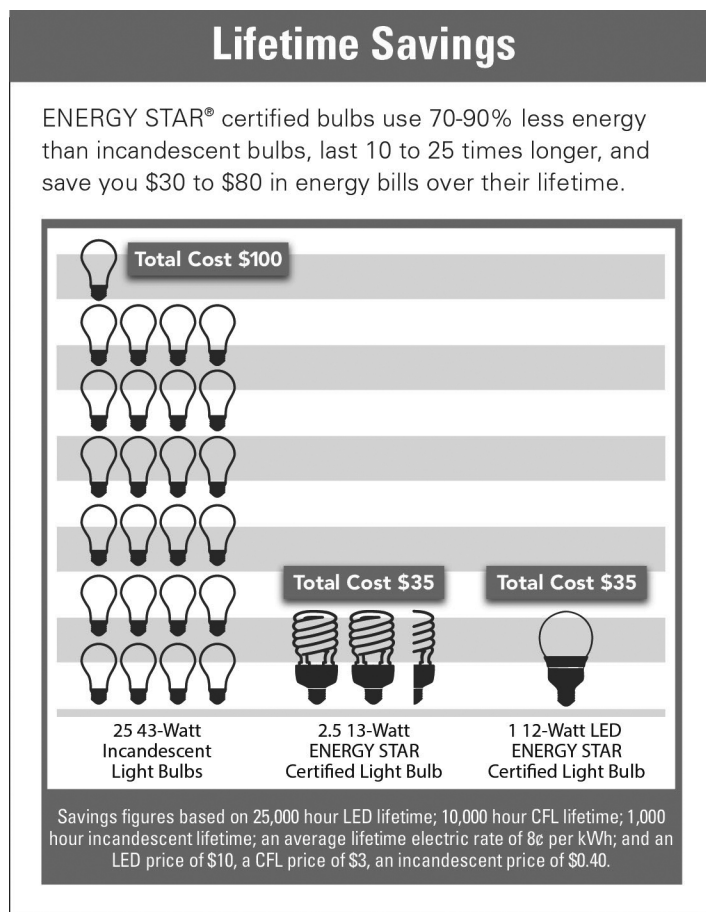 Lifetime Savings
ENERGY STAR® certified bulbs use 70-90% less energy
than incandescent bulbs, last 10 to 25 times longer, and
save you $30 to $80 in energy bills over their lifetime.
Total Cost $100
Total Cost $35
Total Cost $35
25 43-Watt
Incandescent
Light Bulbs
2.5 13-Watt
ENERGY STAR
Certified Light Bulb
1 12-Watt LED
ENERGY STAR
Certified Light Bulb
Savings figures based on 25,000 hour LED lifetime; 10,000 hour CFL lifetime; 1,000
hour incandescent lifetime; an average lifetime electric rate of 8¢ per kWh; and an
LED price of $10, a CFL price of $3, an incandescent price of $0.40.